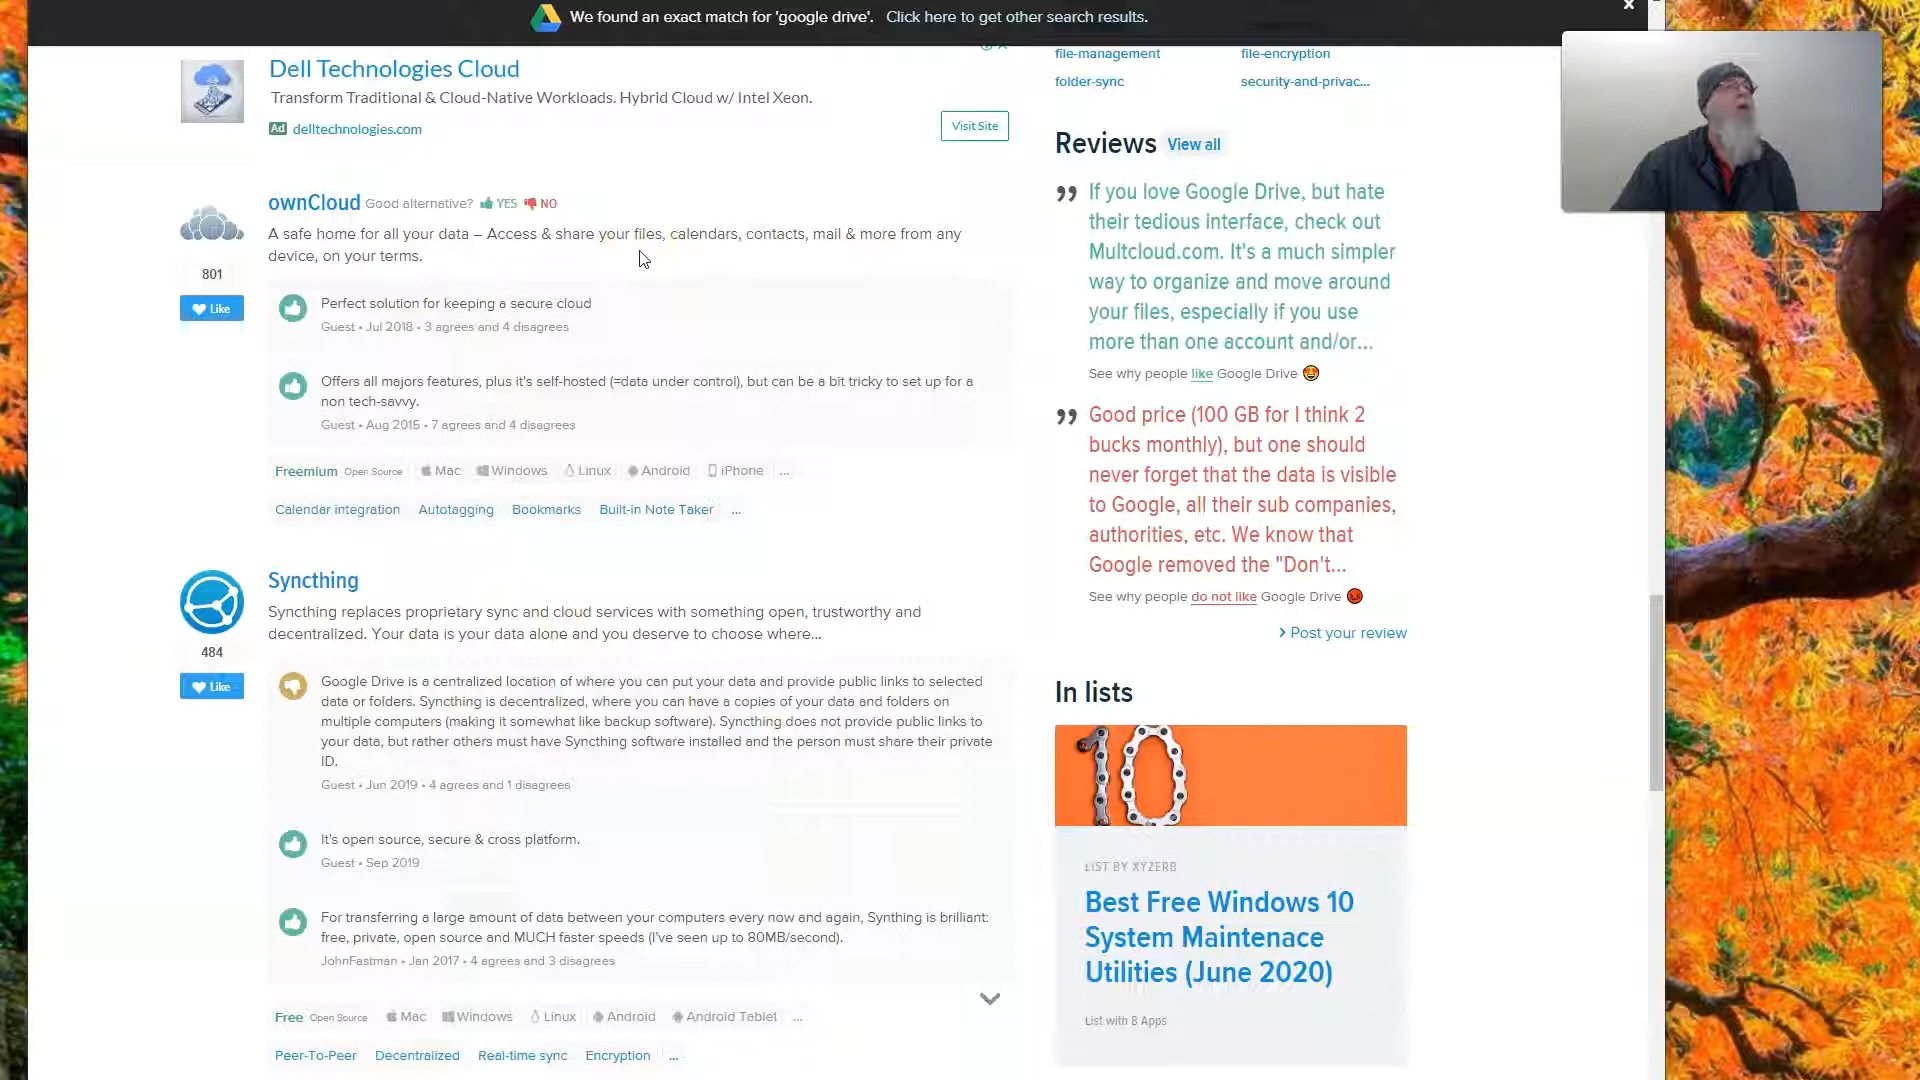 We found an exact match for 'google drive'. Click here to get other search results.
Dell Technologies Cloud
Transform Traditional & Cloud-Native Workloads. Hybrid Cloud w/ Intel Xeon.
Ad delltechnologies.com
Visit Site
ownCloud Good alternative? YES NO
A safe home for all your data – Access & share your files, calendars, contacts, mail & more from any
device, on your terms.
801
Like
Perfect solution for keeping a secure cloud
Guest • Jul 2018 • 3 agrees and 4 disagrees
Offers all majors features, plus it's self-hosted (=data under control), but can be a bit tricky to set up for a
non tech-savvy.
Guest • Aug 2015 • 7 agrees and 4 disagrees
Freemium Open Source Mac Windows Linux Android iPhone ...
Calendar integration Autotagging Bookmarks Built-in Note Taker ...
Syncthing
Syncthing replaces proprietary sync and cloud services with something open, trustworthy and
decentralized. Your data is your data alone and you deserve to choose where...
484
Like
Google Drive is a centralized location of where you can put your data and provide public links to selected
data or folders. Syncthing is decentralized, where you can have a copies of your data and folders on
multiple computers (making it somewhat like backup software). Syncthing does not provide public links to
your data, but rather others must have Syncthing software installed and the person must share their private
ID.
Guest • Jun 2019 • 4 agrees and 1 disagrees
It's open source, secure & cross platform.
Guest • Sep 2019
For transferring a large amount of data between your computers every now and again, Synthing is brilliant:
free, private, open source and MUCH faster speeds (I've seen up to 80MB/second).
JohnFastman • Jan 2017 • 4 agrees and 3 disagrees
Free Open Source Mac Windows Linux Android Android Tablet ...
Peer-To-Peer Decentralized Real-time sync Encryption ...
file-management file-encryption
folder-sync security-and-privac...
Reviews View all
If you love Google Drive, but hate
their tedious interface, check out
Multcloud.com. It's a much simpler
way to organize and move around
your files, especially if you use
more than one account and/or...
See why people like Google Drive
Good price (100 GB for I think 2
bucks monthly), but one should
never forget that the data is visible
to Google, all their sub companies,
authorities, etc. We know that
Google removed the "Don't...
See why people do not like Google Drive
Post your review
In lists
10
LIST BY XYZERB
Best Free Windows 10
System Maintenace
Utilities (June 2020)
List with 8 Apps